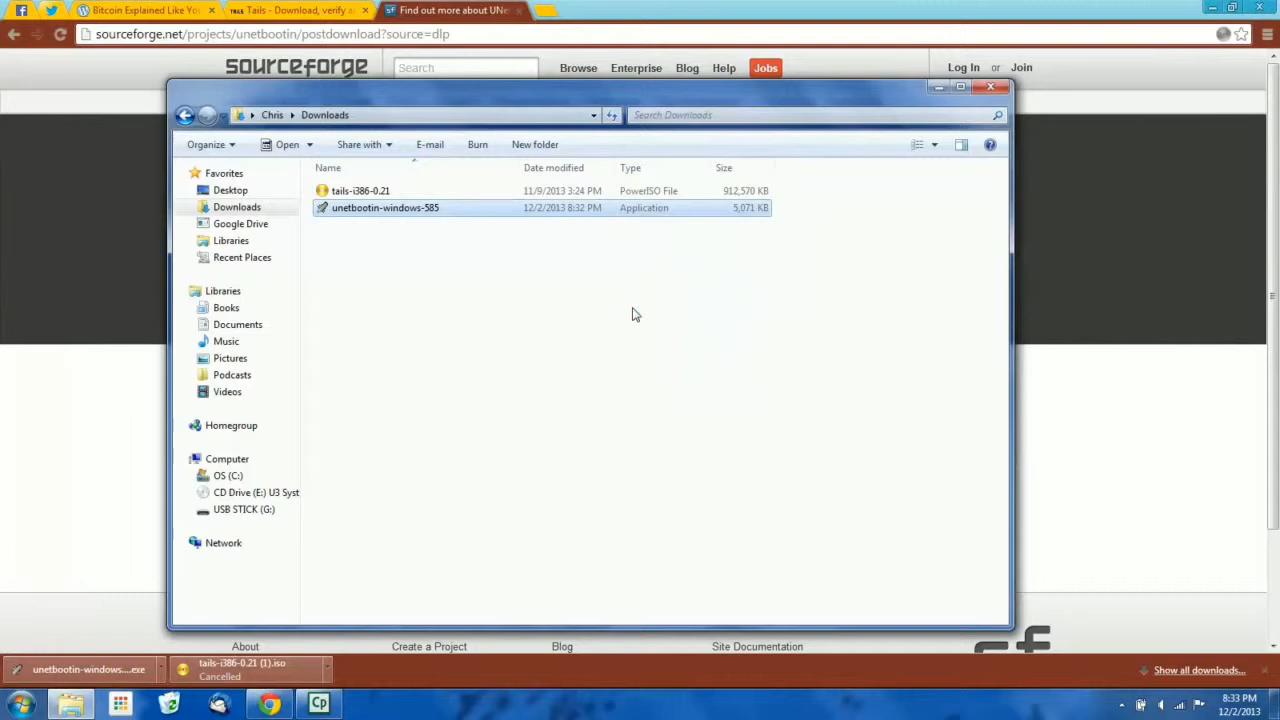 Bitcoin Explained Like Yo
Tails - Download, verify a
Find out more about UNe
sourceforge.net/projects/unetbootin/postdownload?source=dlp
sourceforge
Search
Browse
Enterprise
Blog
Help
Jobs
Log In or Join
Chris
Downloads
Search Downloads
Organize
Open
Share with
E-mail
Burn
New folder
Name
Date modified
Type
Size
tails-i386-0.21 11/9/2013 3:24 PM PowerISO File 912,570 KB
unetbootin-windows-585 12/2/2013 8:32 PM Application 5,071 KB
Favorites
Desktop
Downloads
Google Drive
Libraries
Recent Places
Libraries
Books
Documents
Music
Pictures
Podcasts
Videos
Homegroup
Computer
OS (C:)
CD Drive (E:) U3 Syst
USB STICK (G:)
Network
About
Create a Project
Blog
Site Documentation
unetbootin-windows....exe
tails-i386-0.21 (1).iso
Cancelled
Show all downloads...
Cp
8:33 PM
12/2/2013